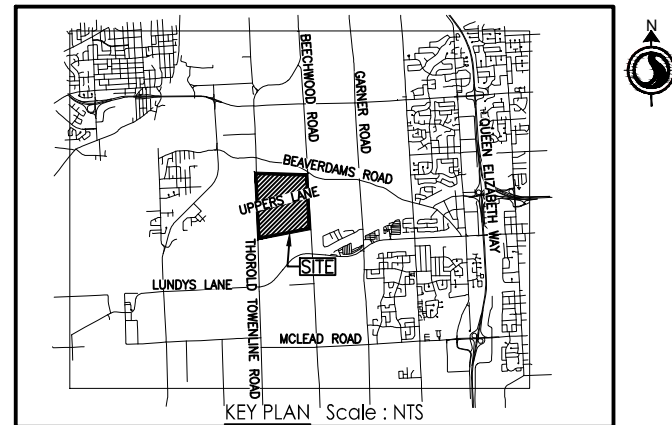 N
BEECHWOOD ROAD
GARNER ROAD
QUEEN ELIZABETH WAY
BEAVERDAMS ROAD
UPPERS LANE
THOROLD TOWENLINE ROAD
SITE
LUNDYS LANE
MCLEAD ROAD
KEY PLAN Scale : NTS